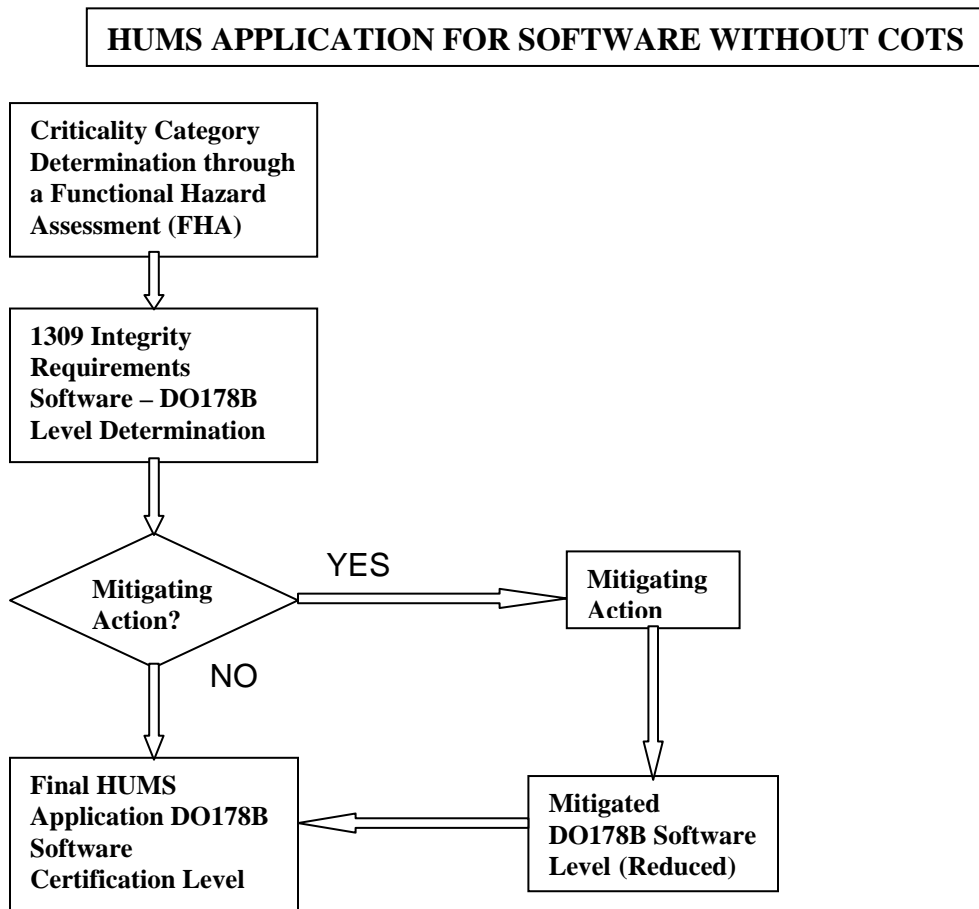 HUMS APPLICATION FOR SOFTWARE WITHOUT COTS
Criticality Category
Determination through
a Functional Hazard
Assessment (FHA)
1309 Integrity
Requirements
Software – DO178B
Level Determination
Mitigating
Action?
YES
Mitigating
Action
NO
Final HUMS
Application DO178B
Software
Certification Level
Mitigated
DO178B Software
Level (Reduced)